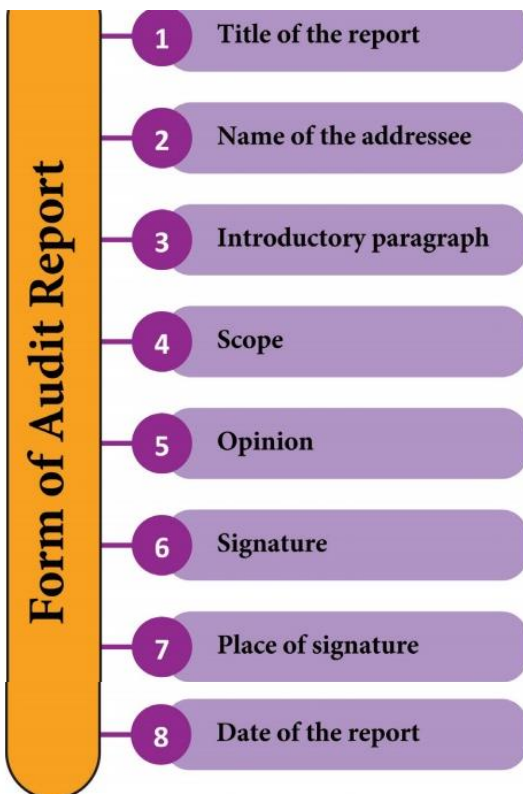 Form of Audit Report
1 Title of the report
2 Name of the addressee
3 Introductory paragraph
4 Scope
5 Opinion
6 Signature
7 Place of signature
8 Date of the report